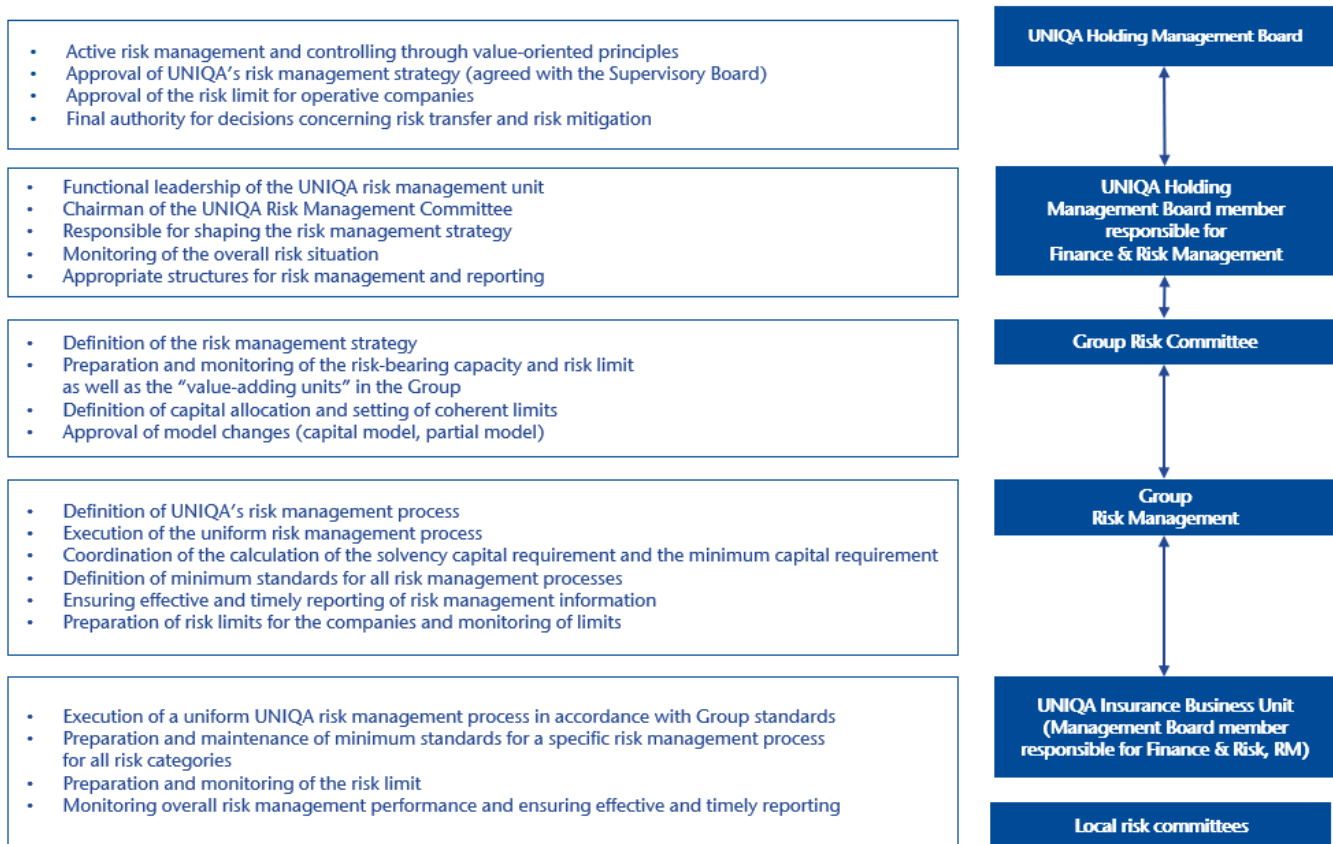 • Active risk management and controlling through value-oriented principles
• Approval of UNIQA's risk management strategy (agreed with the Supervisory Board)
• Approval of the risk limit for operative companies
• Final authority for decisions concerning risk transfer and risk mitigation
UNIQA Holding Management Board
• Functional leadership of the UNIQA risk management unit
• Chairman of the UNIQA Risk Management Committee
• Responsible for shaping the risk management strategy
• Monitoring of the overall risk situation
• Appropriate structures for risk management and reporting
UNIQA Holding
Management Board member
responsible for
Finance & Risk Management
• Definition of the risk management strategy
• Preparation and monitoring of the risk-bearing capacity and risk limit
as well as the “value-adding units” in the Group
• Definition of capital allocation and setting of coherent limits
• Approval of model changes (capital model, partial model)
Group Risk Committee
• Definition of UNIQA's risk management process
• Execution of the uniform risk management process
• Coordination of the calculation of the solvency capital requirement and the minimum capital requirement
• Definition of minimum standards for all risk management processes
• Ensuring effective and timely reporting of risk management information
• Preparation of risk limits for the companies and monitoring of limits
Group
Risk Management
• Execution of a uniform UNIQA risk management process in accordance with Group standards
• Preparation and maintenance of minimum standards for a specific risk management process
for all risk categories
• Preparation and monitoring of the risk limit
• Monitoring overall risk management performance and ensuring effective and timely reporting
UNIQA Insurance Business Unit
(Management Board member
responsible for Finance & Risk, RM)
Local risk committees